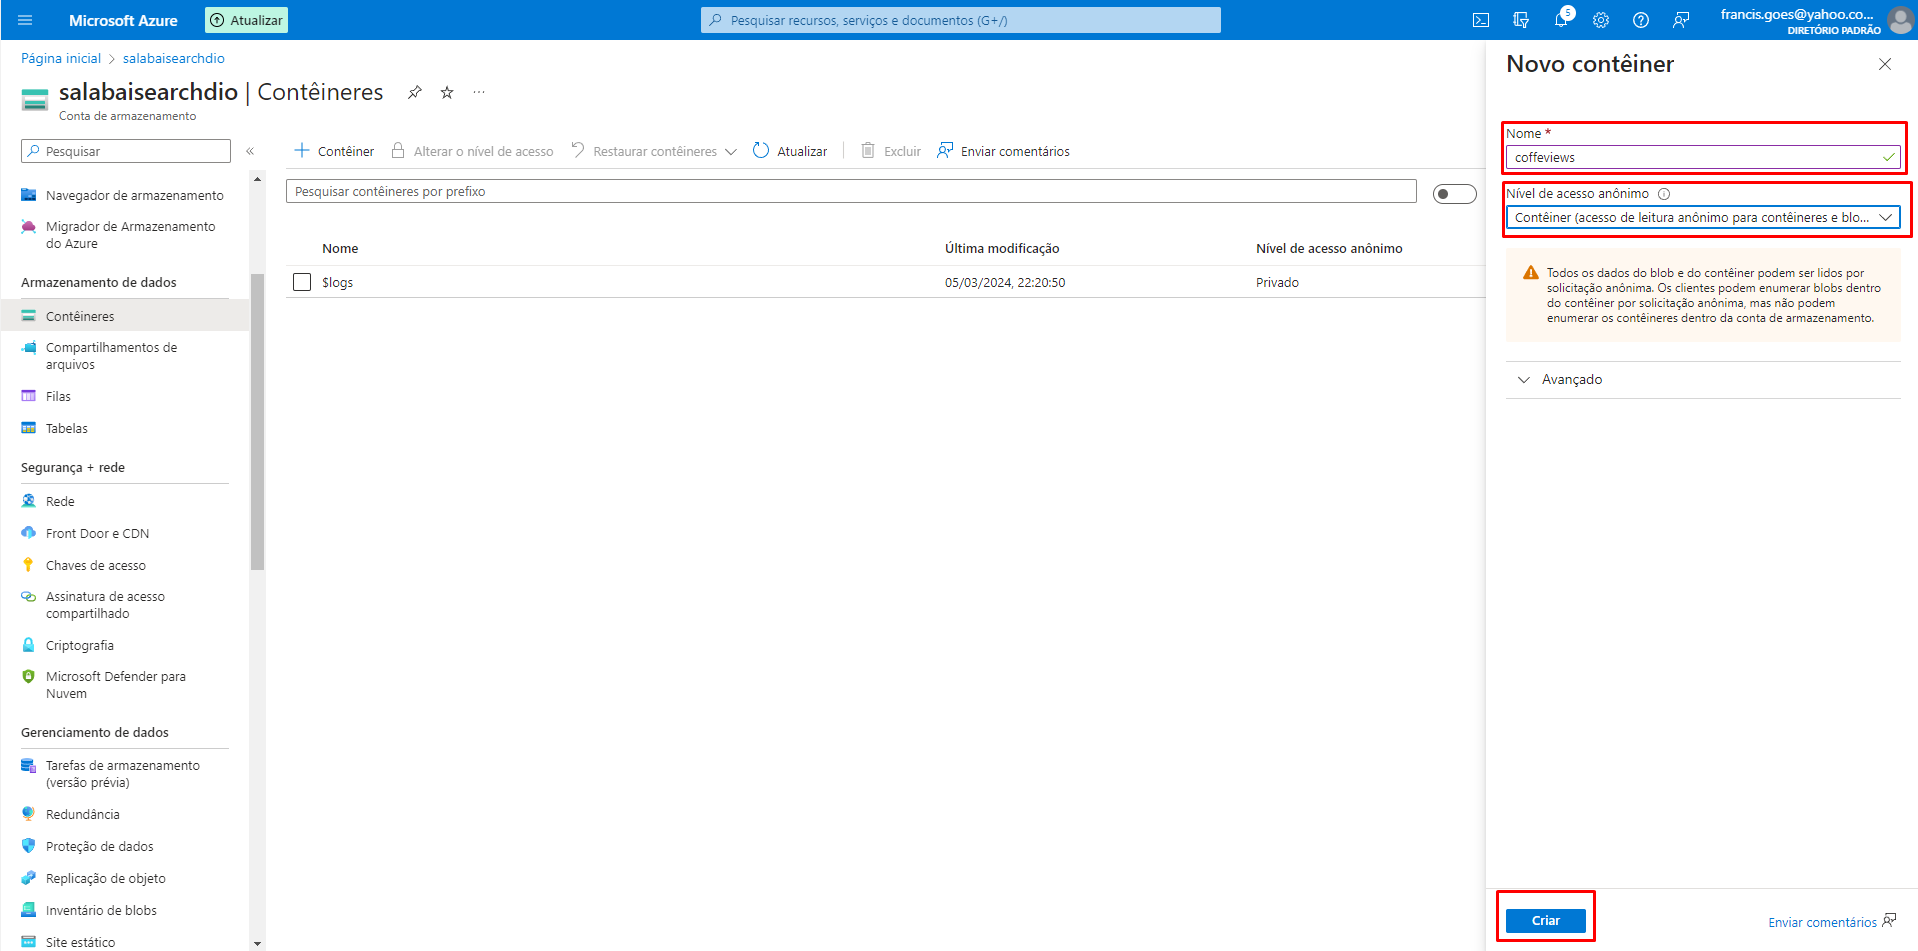 Microsoft Azure
Atualizar
Pesquisar recursos, serviços e documentos (G+/)
5
francis.goes@yahoo.co...
DIRETÓRIO PADRÃO
Página inicial > salabaisearchdio
salabaisearchdio | Contêineres
...
Conta de armazenamento
Pesquisar
«
Navegador de armazenamento
Migrador de Armazenamento
do Azure
Armazenamento de dados
Contêineres
Compartilhamentos de
arquivos
Filas
Tabelas
Segurança + rede
Rede
Front Door e CDN
Chaves de acesso
Assinatura de acesso
compartilhado
Criptografia
Microsoft Defender para
Nuvem
Gerenciamento de dados
Tarefas de armazenamento
(versão prévia)
Redundância
Proteção de dados
Replicação de objeto
Inventário de blobs
Site estático
Contêiner
Alterar o nível de acesso
Restaurar contêineres
Atualizar
Excluir
Enviar comentários
Pesquisar contêineres por prefixo
Nome Última modificação Nível de acesso anônimo
$logs 05/03/2024, 22:20:50 Privado
Novo contêiner
Nome *
coffeviews
Nível de acesso anônimo
Contêiner (acesso de leitura anônimo para contêineres e blo...
Todos os dados do blob e do contêiner podem ser lidos por
solicitação anônima. Os clientes podem enumerar blobs dentro
do contêiner por solicitação anônima, mas não podem
enumerar os contêineres dentro da conta de armazenamento.
Avançado
Criar
Enviar comentários